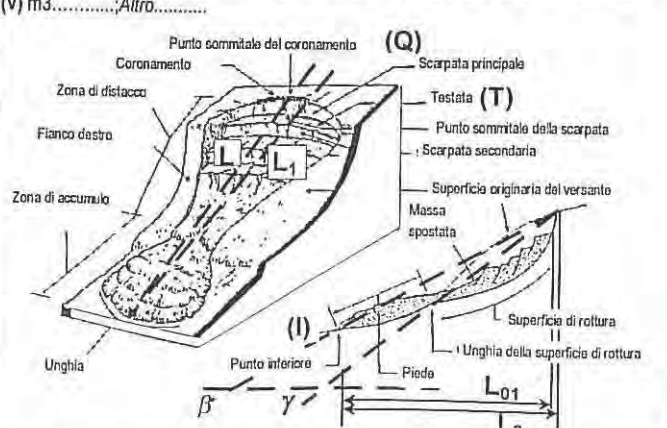 (V) m3............;Altro...........
Punto sommitale del coronamento
(Q)
Coronamento
Scarpata principale
Zona di distacco
Testata (T)
Fianco destro
Punto sommitale della scarpata
L
L1
Scarpata secondaria
Superficie originaria del versante
Zona di accumulo
Massa
spostata
(I)
Superficie di rottura
Unghia
Punto inferiore
Unghia della superficie di rottura
Piede
β
γ
L01